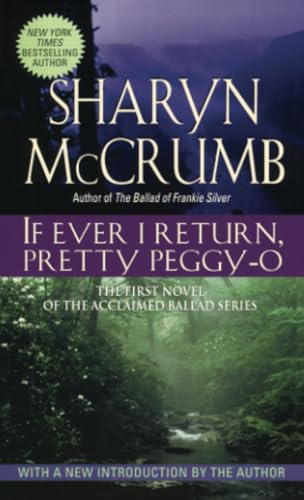 NEW YORK
TIMES
BESTSELLING
AUTHOR
SHARYN
MCCRUMB
Author of The Ballad of Frankie Silver
IF EVER I RETURN,
PRETTY PEGGY-O
THE FIRST NOVEL
OF THE ACCLAIMED BALLAD SERIES
WITH A NEW INTRODUCTION BY THE AUTHOR